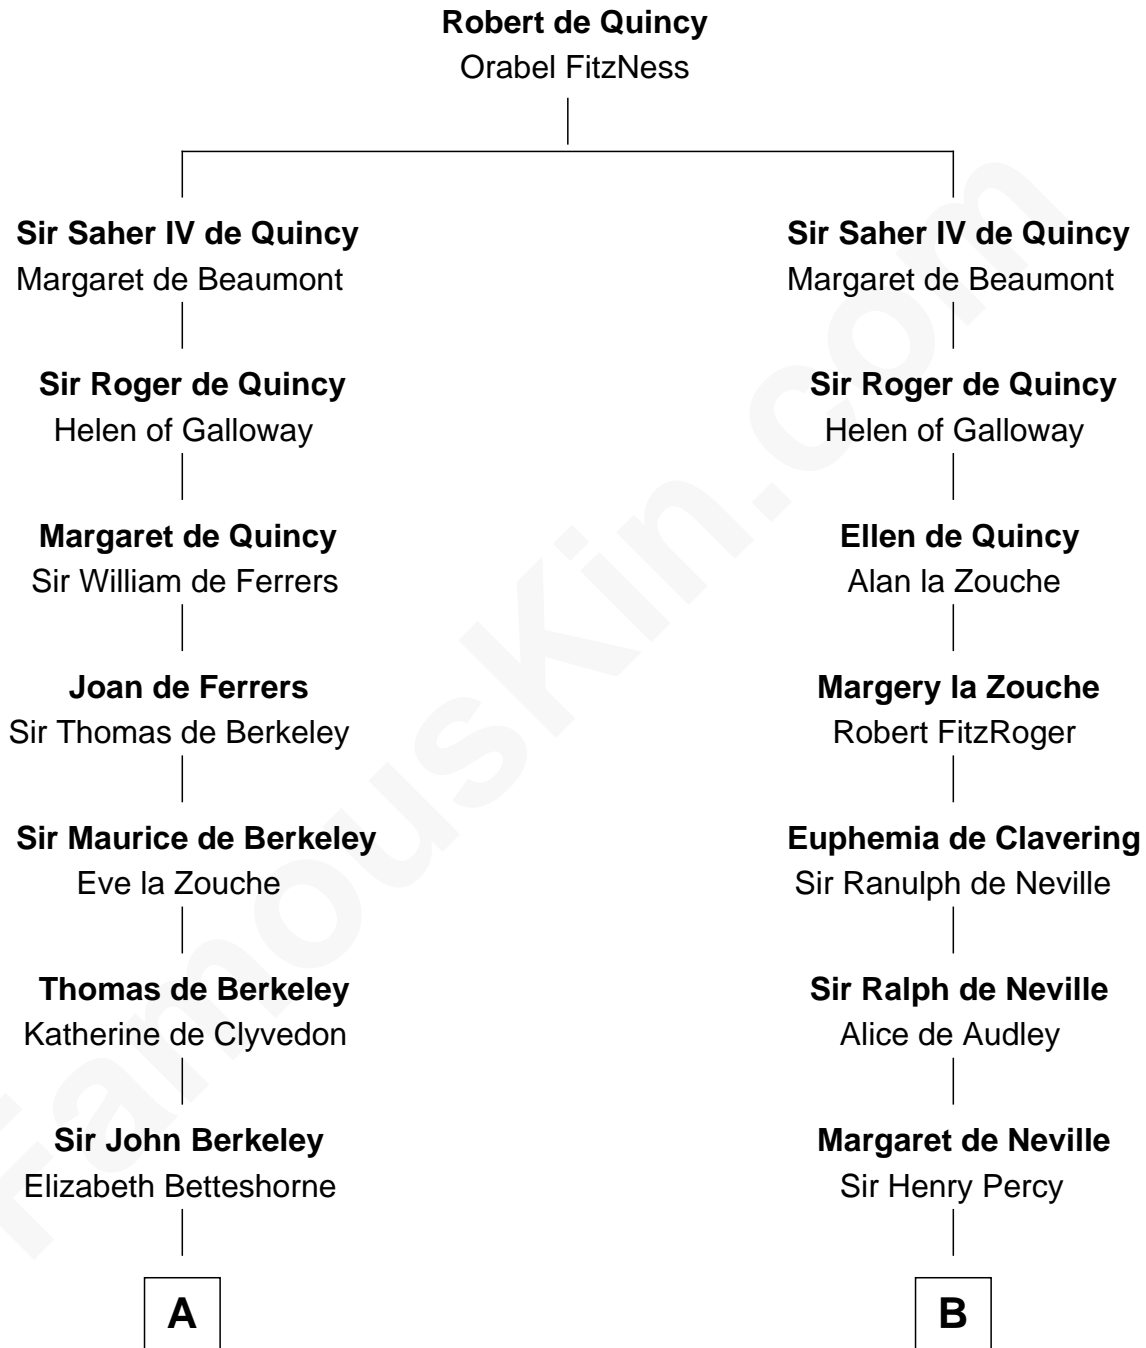 Robert de Quincy
Orabel FitzNess
Sir Saher IV de Quincy
Margaret de Beaumont
Sir Saher IV de Quincy
Margaret de Beaumont
Sir Roger de Quincy
Helen of Galloway
Sir Roger de Quincy
Helen of Galloway
Margaret de Quincy
Sir William de Ferrers
Ellen de Quincy
Alan la Zouche
Joan de Ferrers
Sir Thomas de Berkeley
Margery la Zouche
Robert FitzRoger
Sir Maurice de Berkeley
Eve la Zouche
Euphemia de Clavering
Sir Ranulph de Neville
Thomas de Berkeley
Katherine de Clyvedon
Sir Ralph de Neville
Alice de Audley
Sir John Berkeley
Elizabeth Betteshorne
Margaret de Neville
Sir Henry Percy
A
B
FamousKin.com